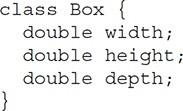 class Box {
  double width;
  double height;
  double depth;
}